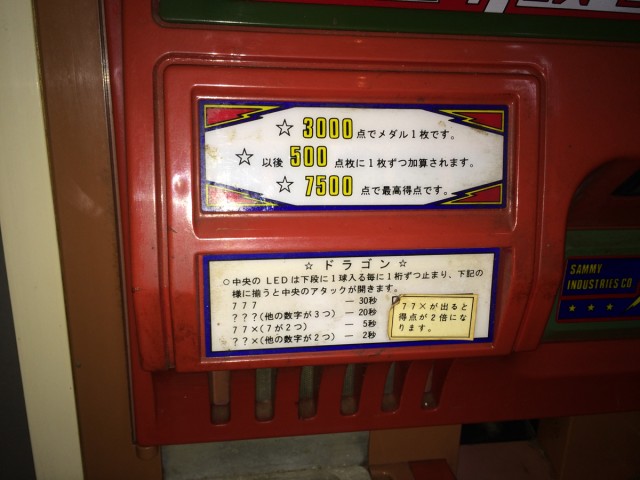 ☆ 3000 点でメダル1枚です。
☆ 以後 500 点枚に1枚ずつ加算されます。
☆ 7500 点で最高得点です。
☆ ドラゴン ☆
○中央のLEDは下段に1球入る毎に1桁ずつ止まり、下記の
様に揃うと中央のアタックが開きます。
777 ― 30秒
???(他の数字が3つ) ― 20秒
77×(7が2つ) ― 5秒
??×(他の数字が2つ) ― 2秒
77×が出ると
得点が2倍にな
ります。
SAMMY
INDUSTRIES CO
★ ★ ★